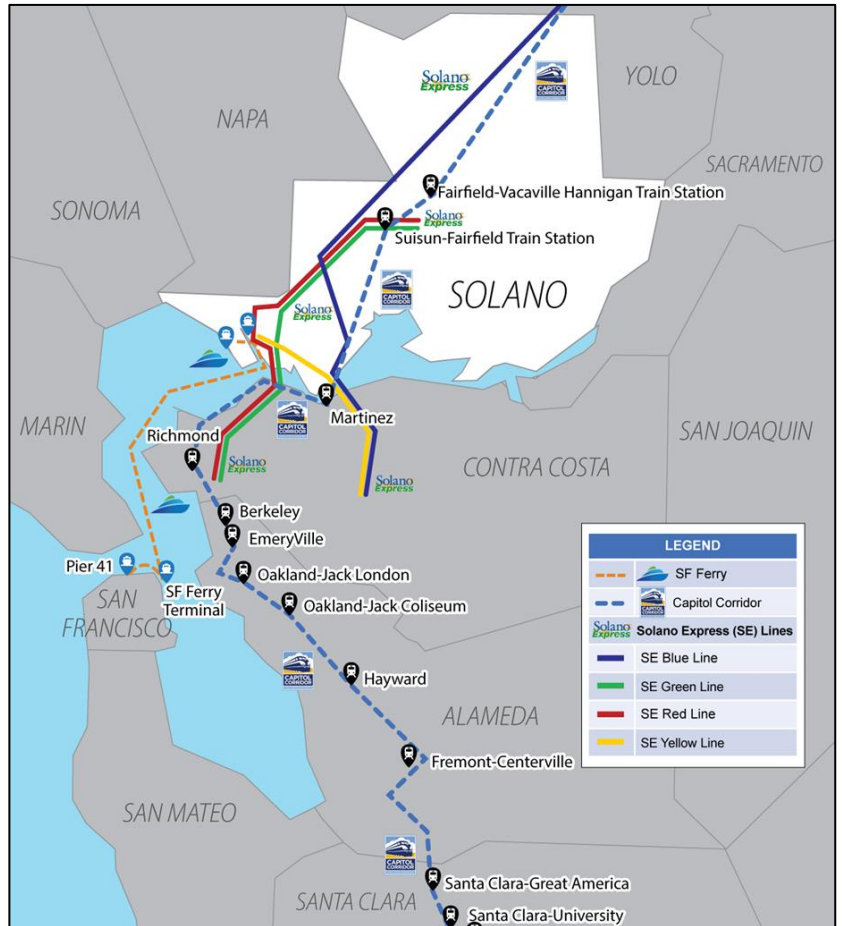 Solano
Express
CAPITOL
CORRIDOR
YOLO
NAPA
SACRAMENTO
Fairfield-Vacaville Hannigan Train Station
SONOMA
Solano
Express
Suisun-Fairfield Train Station
CAPITOL
CORRIDOR
SOLANO
Solano
Express
Martinez
MARIN
CAPITOL
CORRIDOR
Richmond
SAN JOAQUIN
CONTRA COSTA
Solano
Express
Solano
Express
Berkeley
EmeryVille
Pier 41
SF Ferry
Terminal
Oakland-Jack London
SAN
FRANCISCO
Oakland-Jack Coliseum
LEGEND
SF Ferry
CAPITOL
CORRIDOR
Capitol Corridor
Solano
Express
Solano Express (SE) Lines
SE Blue Line
SE Green Line
SE Red Line
SE Yellow Line
CAPITOL
CORRIDOR
Hayward
ALAMEDA
Fremont-Centerville
SAN MATEO
CAPITOL
CORRIDOR
Santa Clara-Great America
SANTA CLARA
Santa Clara-University